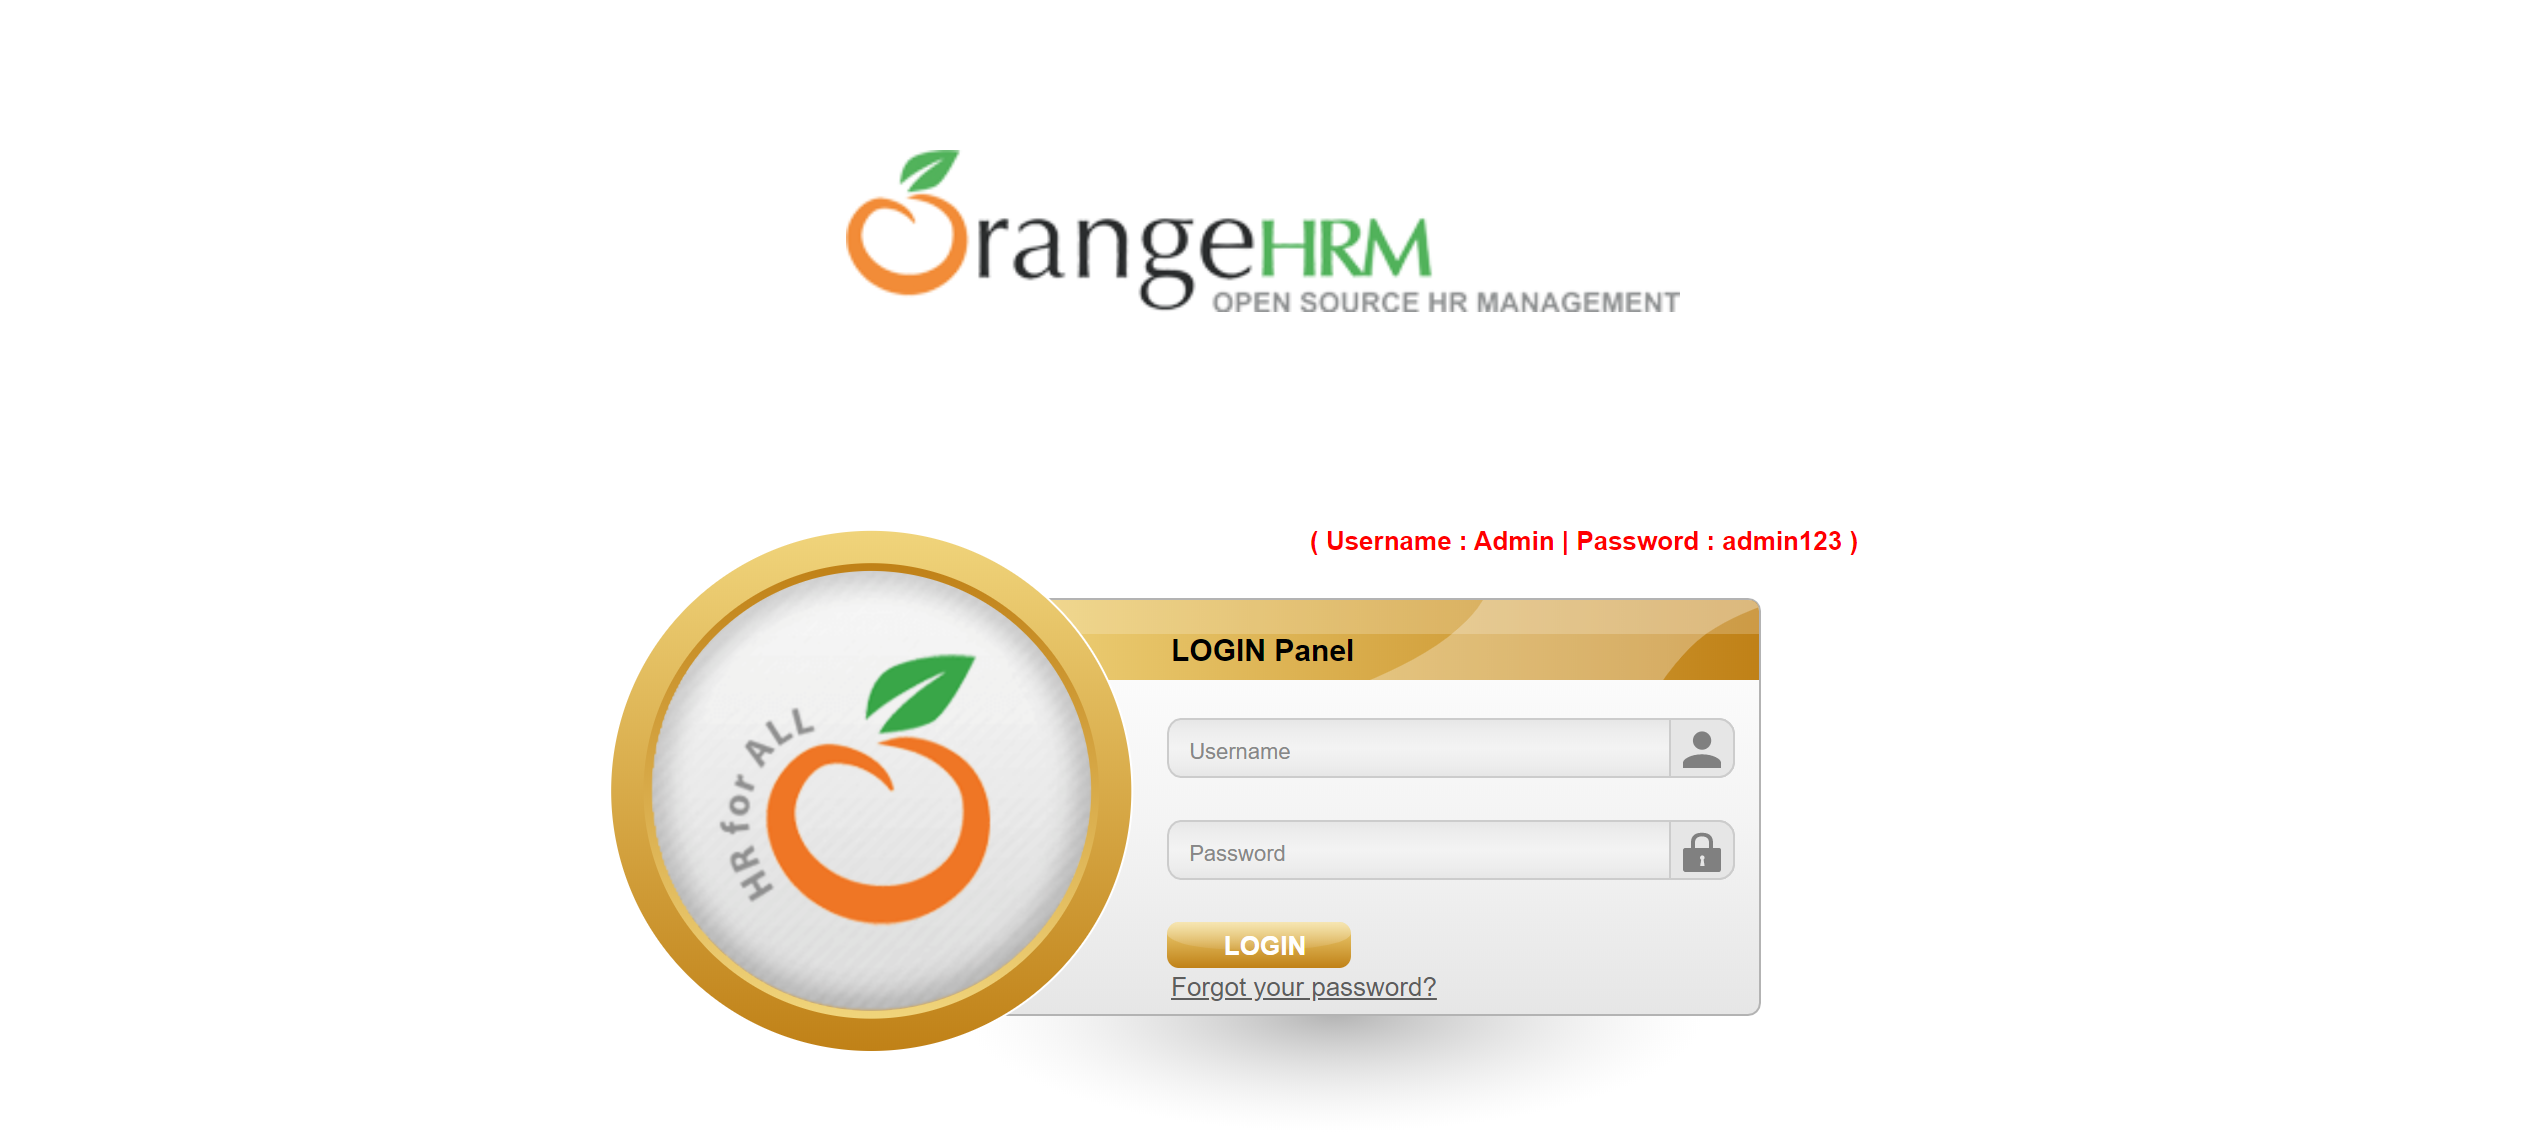 OrangeHRM
OPEN SOURCE HR MANAGEMENT
( Username : Admin | Password : admin123 )
HR for ALL
LOGIN Panel
Username
Password
LOGIN
Forgot your password?